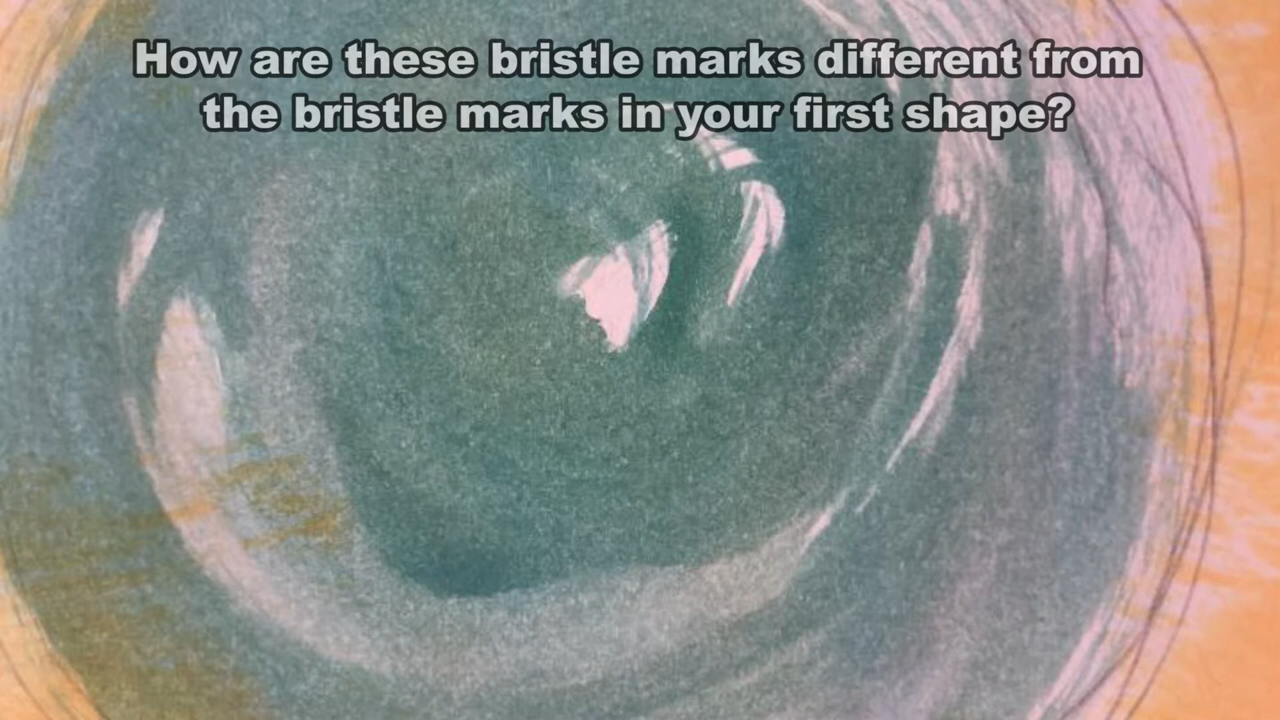 How are these bristle marks different from
the bristle marks in your first shape?